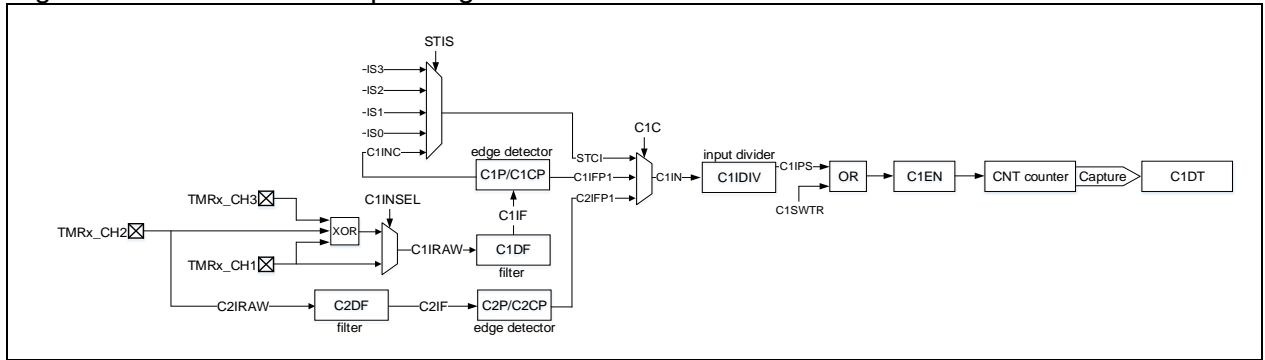 STIS
-IS3
-IS2
-IS1
-IS0
C1INC
edge detector
C1P/C1CP
C1IF
C1DF
filter
STCI
C1IFP1
C2IFP1
C1C
C1IN
input divider
C1IDIV
C1IPS
C1SWTR
OR
C1EN
CNT counter
Capture
C1DT
TMRx_CH3
TMRx_CH2
TMRx_CH1
XOR
C1INSEL
C1IRAW
C2IRAW
C2DF
filter
C2IF
C2P/C2CP
edge detector